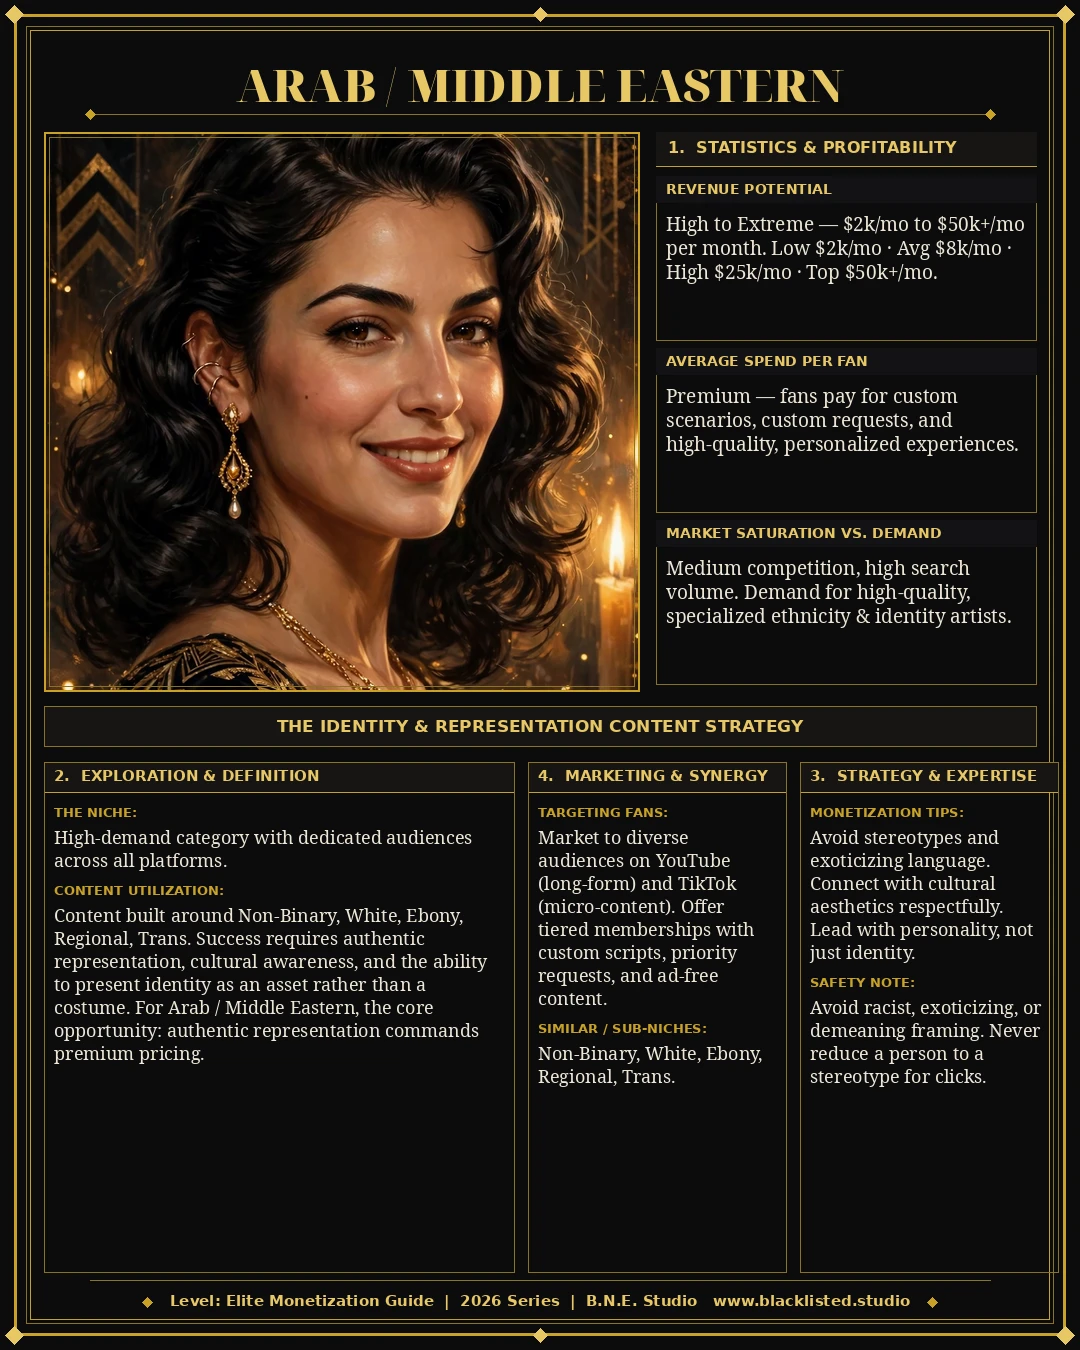 ARAB / MIDDLE EASTERN
1. STATISTICS & PROFITABILITY
REVENUE POTENTIAL
High to Extreme — $2k/mo to $50k+/mo
per month. Low $2k/mo · Avg $8k/mo ·
High $25k/mo · Top $50k+/mo.
AVERAGE SPEND PER FAN
Premium — fans pay for custom
scenarios, custom requests, and
high-quality, personalized experiences.
MARKET SATURATION VS. DEMAND
Medium competition, high search
volume. Demand for high-quality,
specialized ethnicity & identity artists.
THE IDENTITY & REPRESENTATION CONTENT STRATEGY
2. EXPLORATION & DEFINITION
THE NICHE:
High-demand category with dedicated audiences
across all platforms.
CONTENT UTILIZATION:
Content built around Non-Binary, White, Ebony,
Regional, Trans. Success requires authentic
representation, cultural awareness, and the ability
to present identity as an asset rather than a
costume. For Arab / Middle Eastern, the core
opportunity: authentic representation commands
premium pricing.
4. MARKETING & SYNERGY
TARGETING FANS:
Market to diverse
audiences on YouTube
(long-form) and TikTok
(micro-content). Offer
tiered memberships with
custom scripts, priority
requests, and ad-free
content.
SIMILAR / SUB-NICHES:
Non-Binary, White, Ebony,
Regional, Trans.
3. STRATEGY & EXPERTISE
MONETIZATION TIPS:
Avoid stereotypes and
exoticizing language.
Connect with cultural
aesthetics respectfully.
Lead with personality, not
just identity.
SAFETY NOTE:
Avoid racist, exoticizing, or
demeaning framing. Never
reduce a person to a
stereotype for clicks.
Level: Elite Monetization Guide | 2026 Series | B.N.E. Studio www.blacklisted.studio